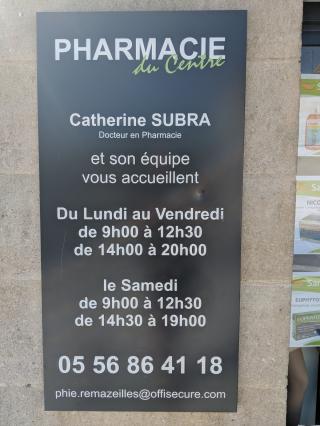 PHARMACIE
du Centre
Catherine SUBRA
Docteur en Pharmacie
et son équipe
vous accueillent
Du Lundi au Vendredi
de 9h00 à 12h30
de 14h00 à 20h00
le Samedi
de 9h00 à 12h30
de 14h30 à 19h00
05 56 86 41 18
phie.remazeilles@offisecure.com